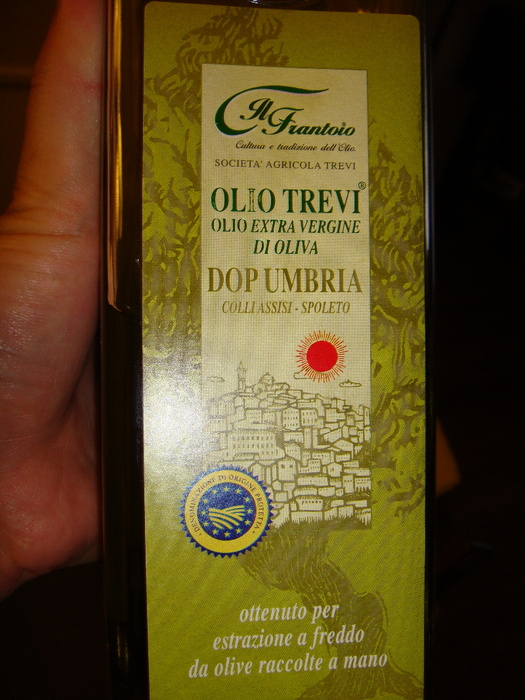 Il Frantoio
Cultura e tradizione dell'Olio.
SOCIETA' AGRICOLA TREVI
OLIO TREVI®
OLIO EXTRA VERGINE
DI OLIVA
DOP UMBRIA
COLLI ASSISI - SPOLETO
DENOMINAZIONE DI ORIGINE PROTETTA
ottenuto per
estrazione a freddo
da olive raccolte a mano